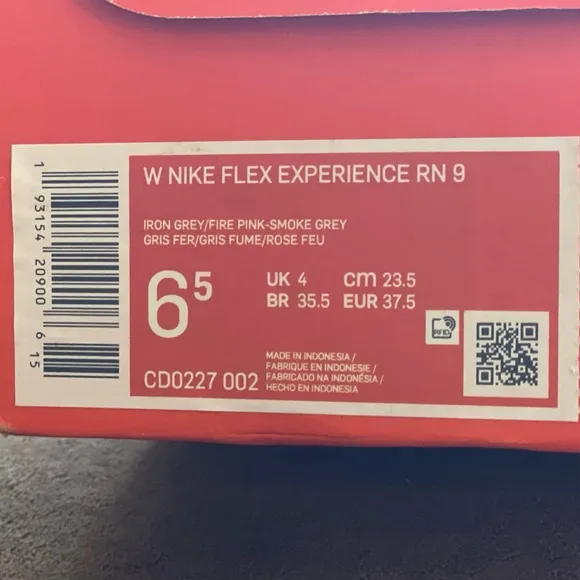 W NIKE FLEX EXPERIENCE RN 9
IRON GREY/FIRE PINK-SMOKE GREY
GRIS FER/GRIS FUME/ROSE FEU
6⁵
UK 4 cm 23.5
BR 35.5 EUR 37.5
RFID
MADE IN INDONESIA /
FABRIQUE EN INDONESIE /
FABRICADO NA INDONÉSIA /
HECHO EN INDONESIA
CD0227 002
1 93154 20900 6 15